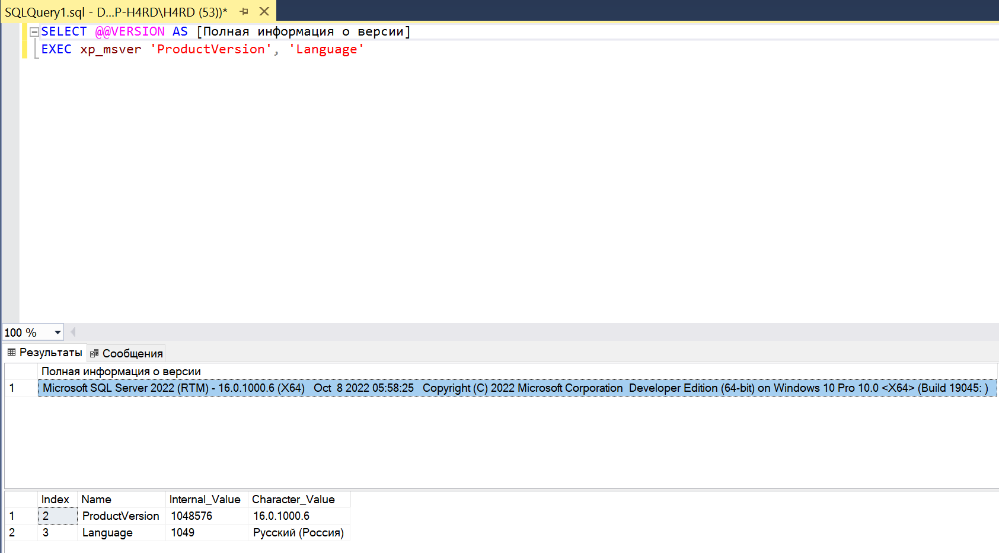 SQLQuery1.sql - D...P-H4RD\H4RD (53))*
SELECT @@VERSION AS [Полная информация о версии]
EXEC xp_msver 'ProductVersion', 'Language'
100 %
Результаты Сообщения
Полная информация о версии
1 Microsoft SQL Server 2022 (RTM) - 16.0.1000.6 (X64) Oct 8 2022 05:58:25 Copyright (C) 2022 Microsoft Corporation Developer Edition (64-bit) on Windows 10 Pro 10.0 <X64> (Build 19045: )
Index Name Internal_Value Character_Value
1 2 ProductVersion 1048576 16.0.1000.6
2 3 Language 1049 Русский (Россия)